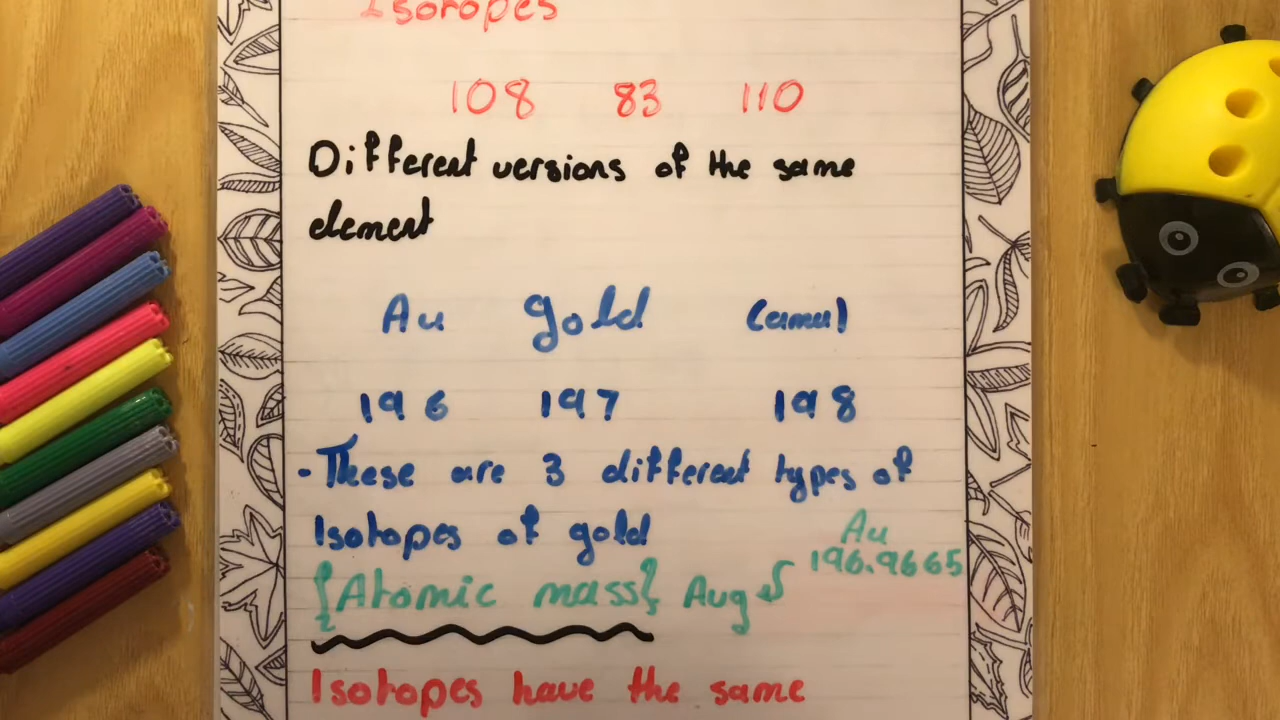 Isotopes
108 83 110
Different versions of the same
element
Au gold (amu)
196 197 198
- These are 3 different types of
Isotopes of gold
Au
196.9665
{Atomic mass} Aug
Isotopes have the same